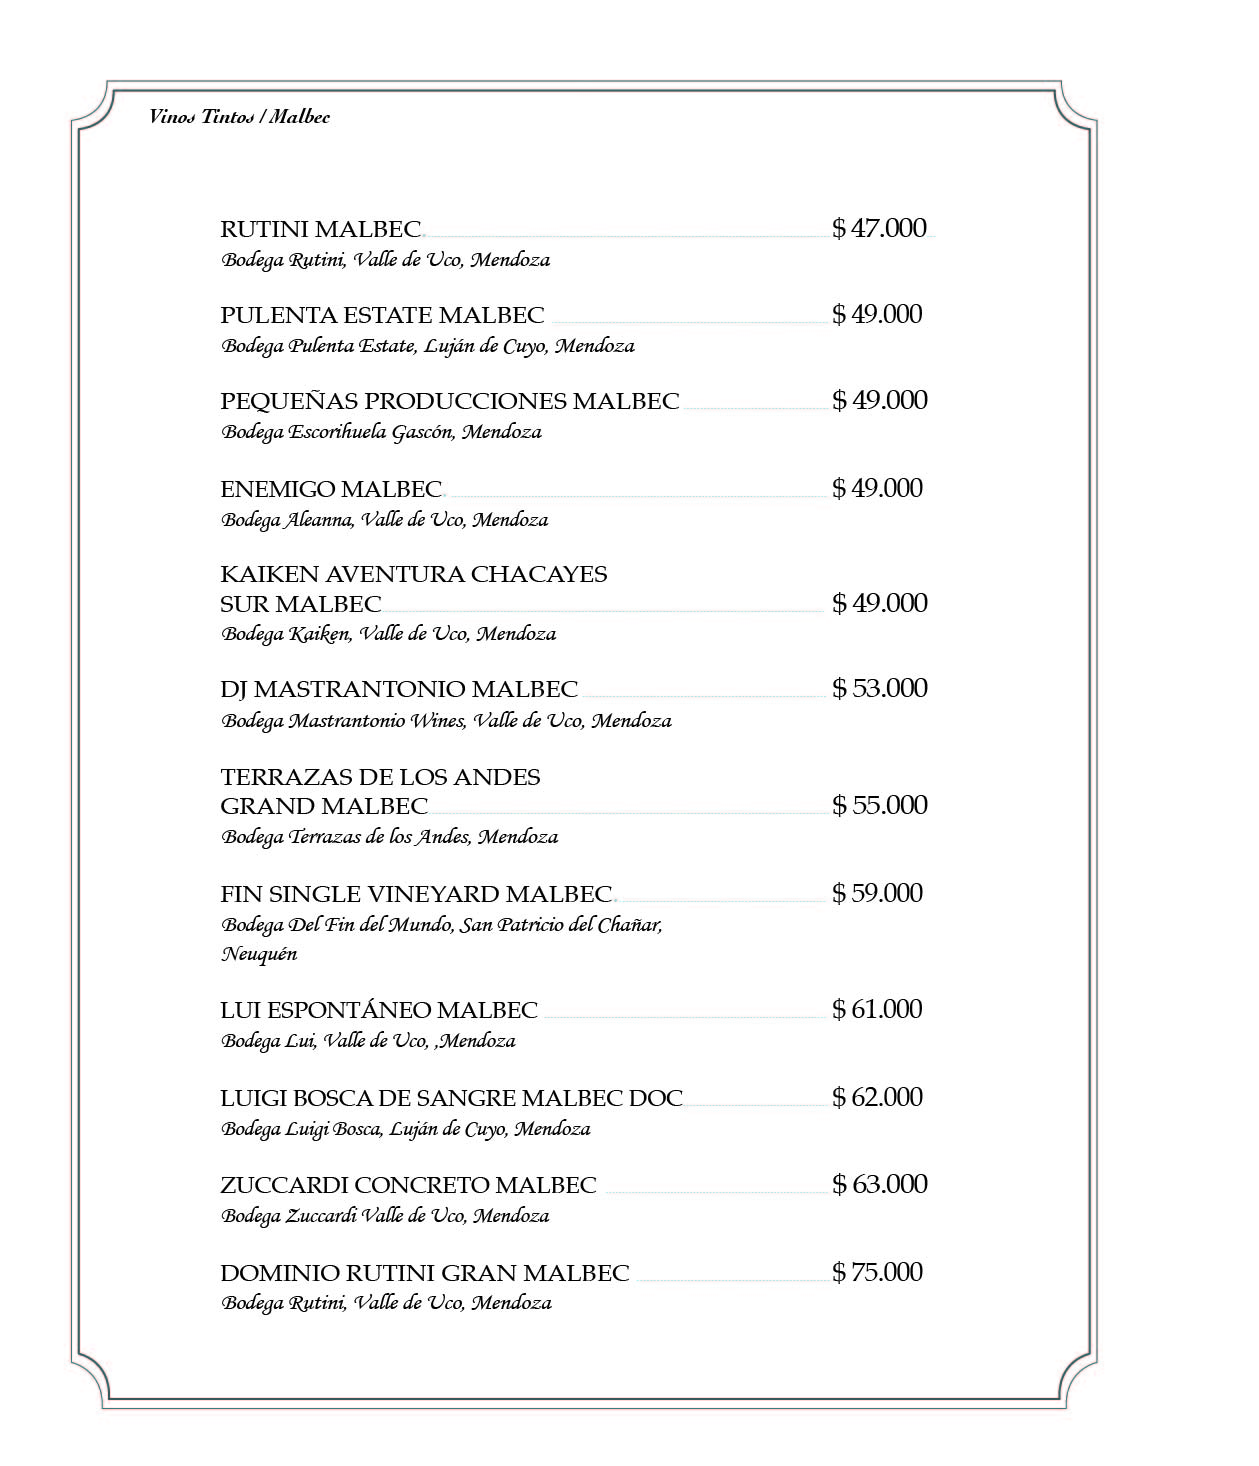 Vinos Tintos / Malbec
RUTINI MALBEC. $ 47.000
Bodega Rutini, Valle de Uco, Mendoza
PULENTA ESTATE MALBEC $ 49.000
Bodega Pulenta Estate, Luján de Cuyo, Mendoza
PEQUEÑAS PRODUCCIONES MALBEC $ 49.000
Bodega Escorihuela Gascón, Mendoza
ENEMIGO MALBEC. $ 49.000
Bodega Aleanna, Valle de Uco, Mendoza
KAIKEN AVENTURA CHACAYES
SUR MALBEC $ 49.000
Bodega Kaiken, Valle de Uco, Mendoza
DJ MASTRANTONIO MALBEC $ 53.000
Bodega Mastrantonio Wines, Valle de Uco, Mendoza
TERRAZAS DE LOS ANDES
GRAND MALBEC $ 55.000
Bodega Terrazas de los Andes, Mendoza
FIN SINGLE VINEYARD MALBEC. $ 59.000
Bodega Del Fin del Mundo, San Patricio del Chañar,
Neuquén
LUI ESPONTÁNEO MALBEC $ 61.000
Bodega Lui, Valle de Uco, ,Mendoza
LUIGI BOSCA DE SANGRE MALBEC DOC $ 62.000
Bodega Luigi Bosca, Luján de Cuyo, Mendoza
ZUCCARDI CONCRETO MALBEC $ 63.000
Bodega Zuccardi Valle de Uco, Mendoza
DOMINIO RUTINI GRAN MALBEC $ 75.000
Bodega Rutini, Valle de Uco, Mendoza